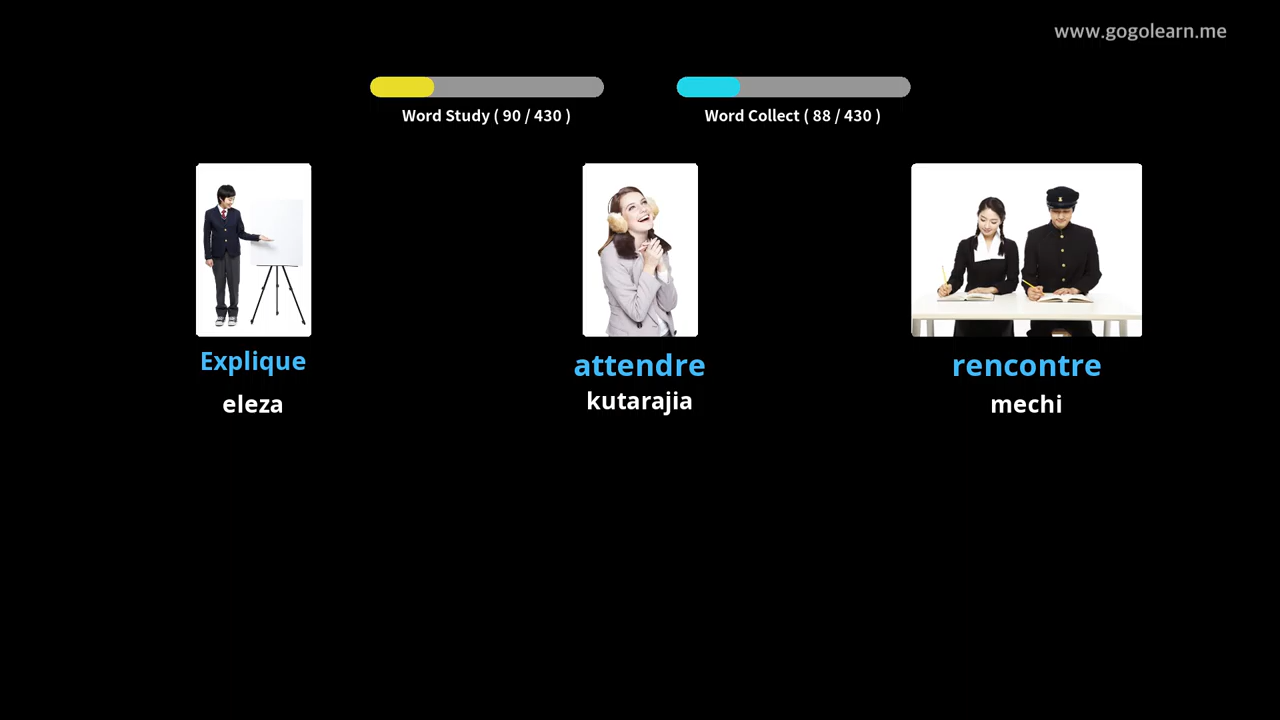 www.gogolearn.me
Word Study ( 90 / 430 )
Word Collect ( 88 / 430 )
Explique
attendre
rencontre
eleza
kutarajia
mechi